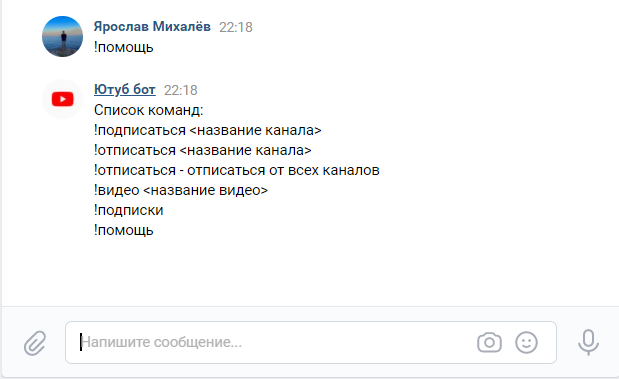 Ярослав Михалёв 22:18
!помощь
Ютуб бот 22:18
Список команд:
!подписаться <название канала>
!отписаться <название канала>
!отписаться - отписаться от всех каналов
!видео <название видео>
!подписки
!помощь
Напишите сообщение...